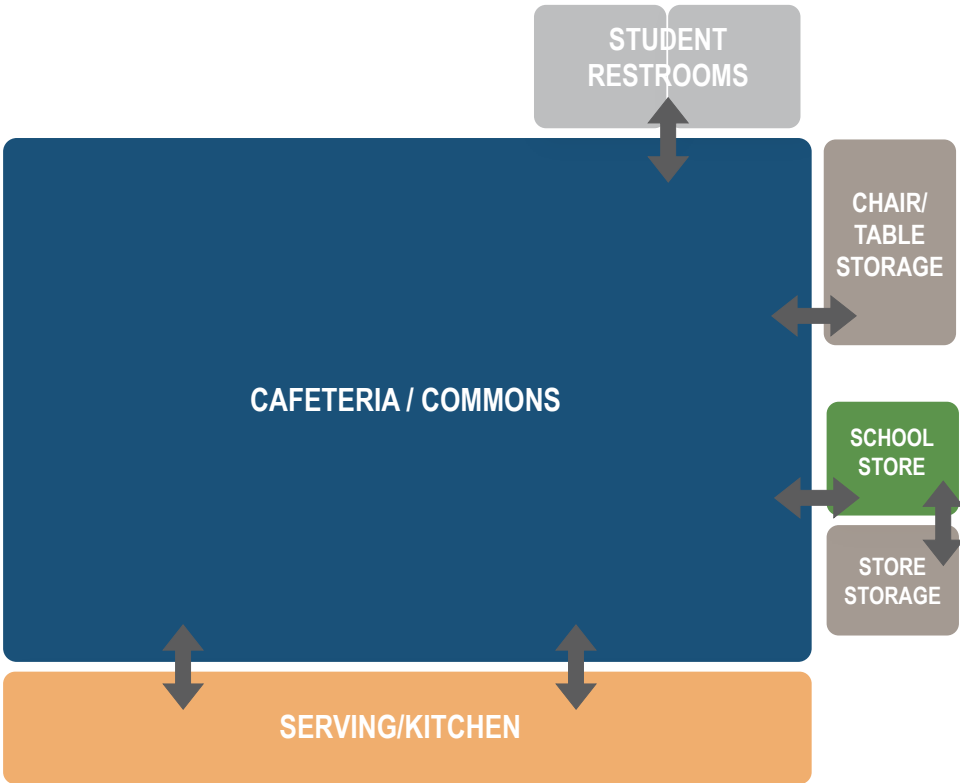 STUDENT
RESTROOMS
CHAIR/
TABLE
STORAGE
CAFETERIA / COMMONS
SCHOOL
STORE
STORE
STORAGE
SERVING/KITCHEN